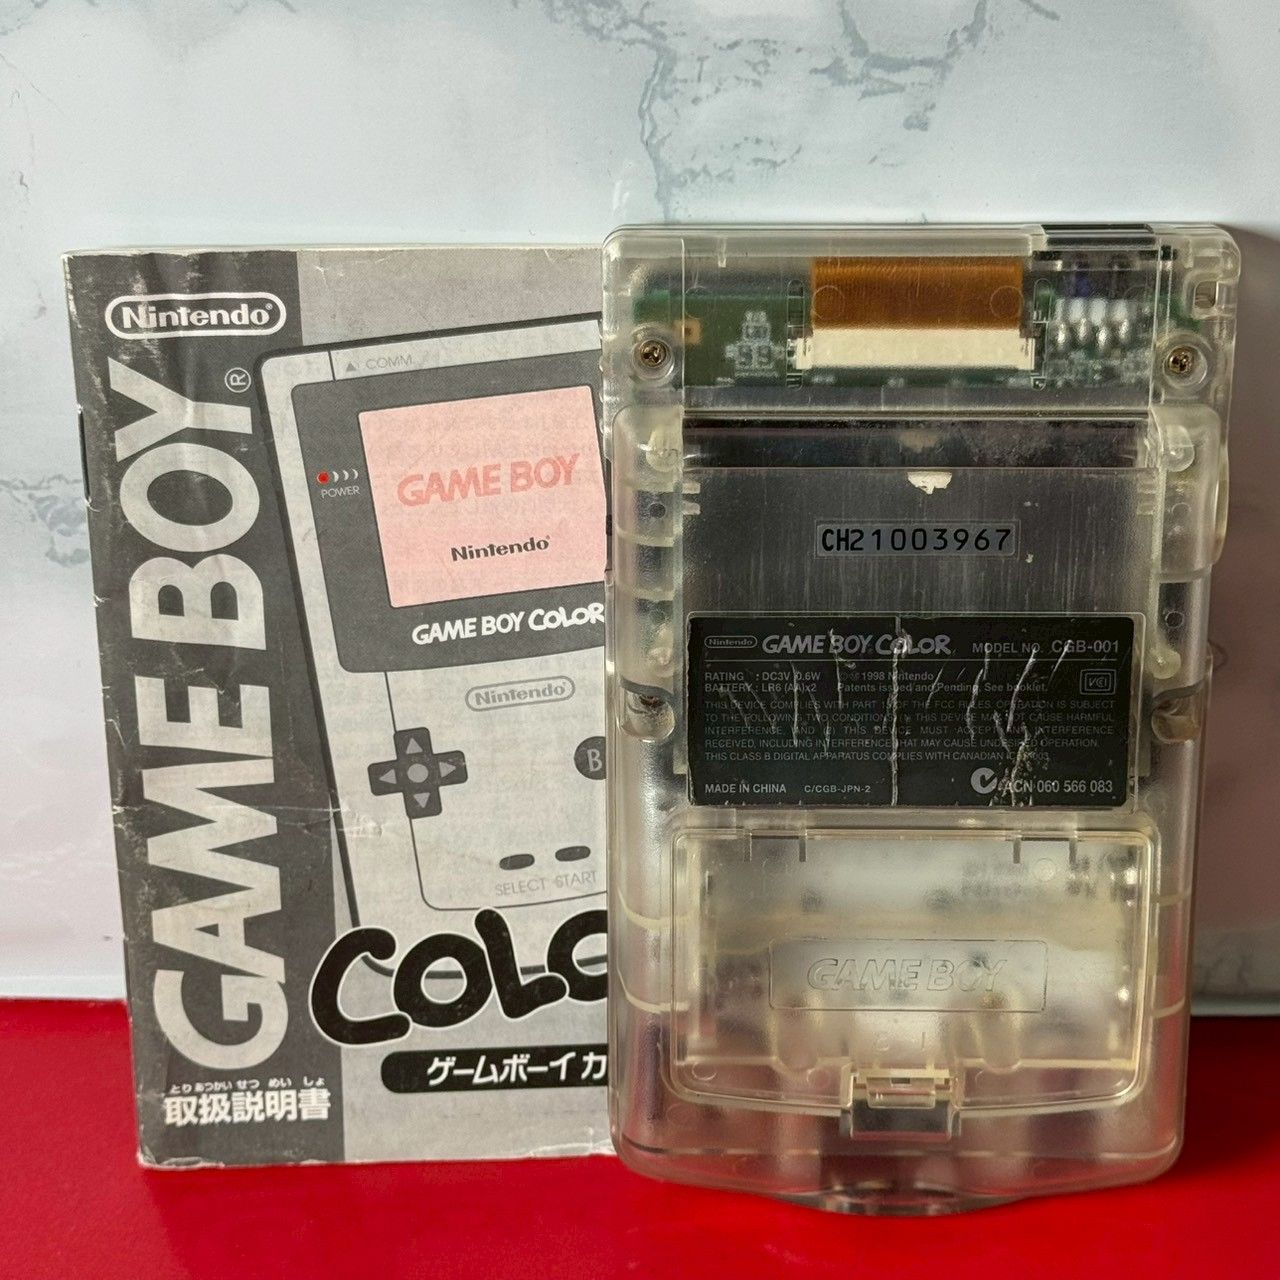 Nintendo®
GAME BOY®
▲ COMM.
POWER
GAME BOY
Nintendo®
GAME BOY COLOR
Nintendo
B
SELECT START
COLO
ゲームボーイ カ
とり あつかい せつ めい しょ
取扱説明書
CH21003967
Nintendo GAME BOY COLOR MODEL NO. CGB-001
RATING : DC3V 0.6W © 1998 Nintendo
BATTERY : LR6 (AA)x2 Patents issued and Pending. See booklet.
VCI
THIS DEVICE COMPLIES WITH PART 15 OF THE FCC RULES. OPERATION IS SUBJECT
TO THE FOLLOWING TWO CONDITIONS: THIS DEVICE MAY NOT CAUSE HARMFUL
INTERFERENCE, AND THIS DEVICE MUST ACCEPT ANY INTERFERENCE
RECEIVED, INCLUDING INTERFERENCE THAT MAY CAUSE UNDESIRED OPERATION.
THIS CLASS B DIGITAL APPARATUS COMPLIES WITH CANADIAN
MADE IN CHINA C/CGB-JPN-2 ACN 060 566 083
GAME BOY